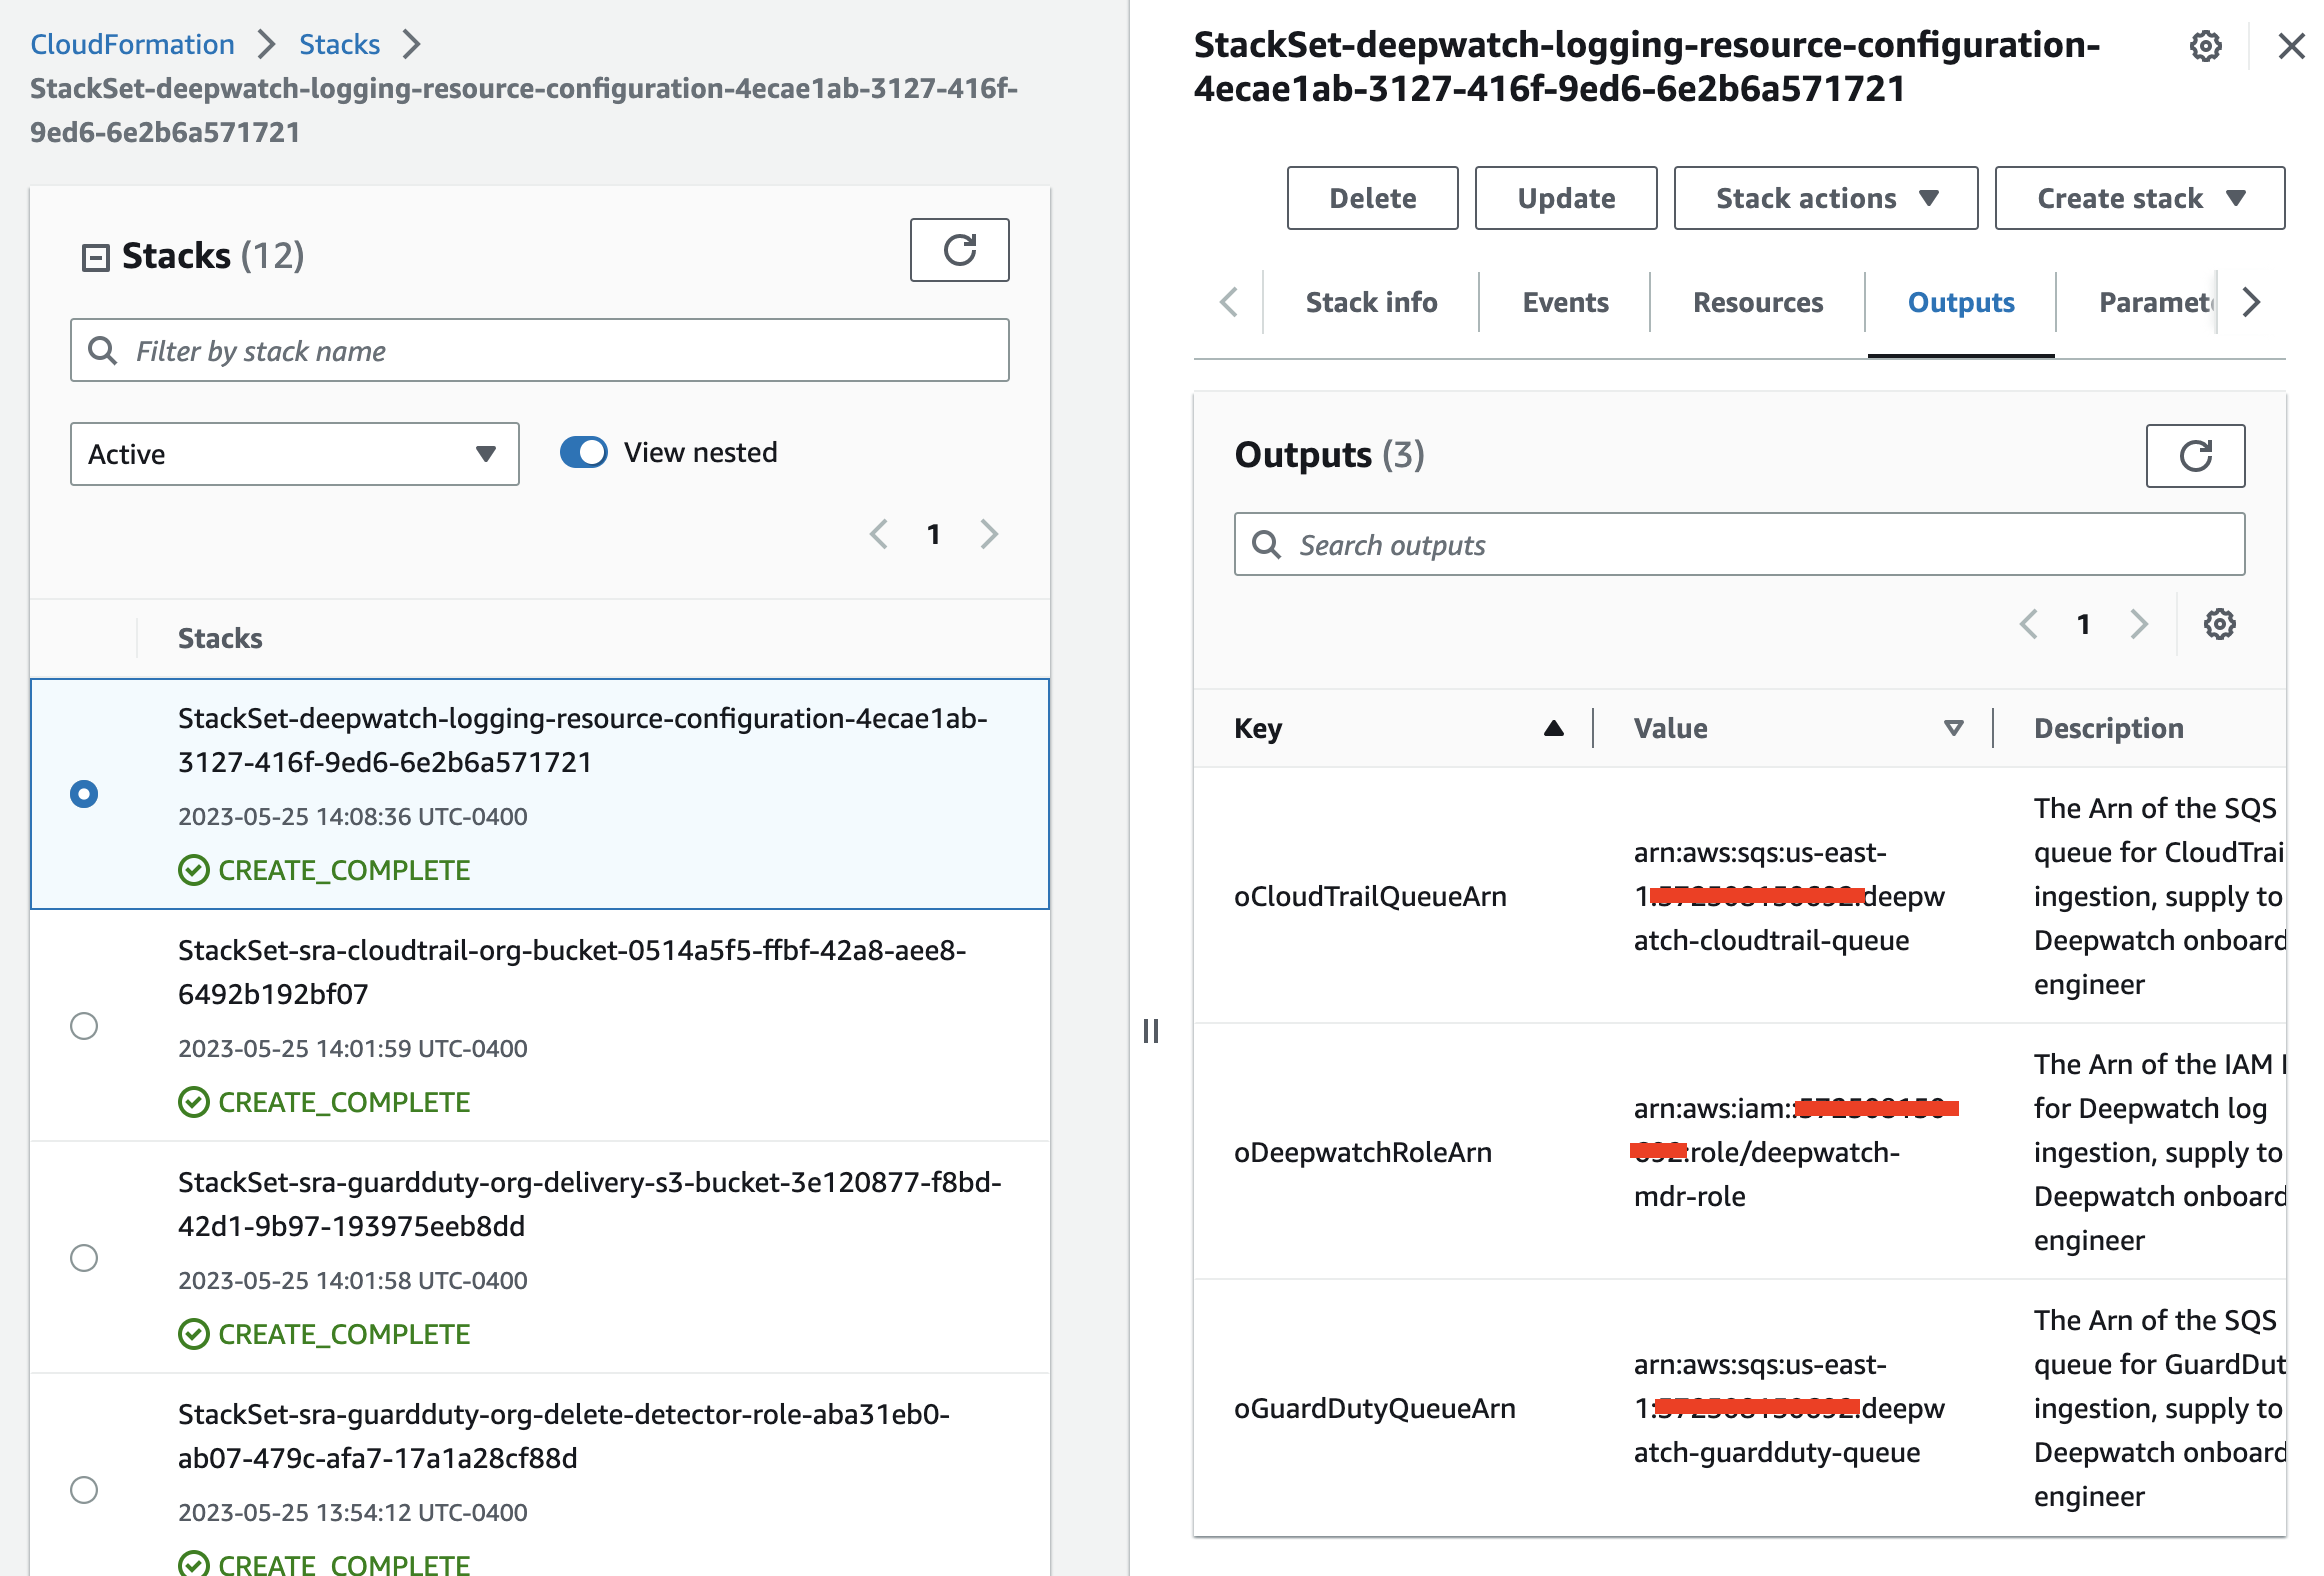 CloudFormation > Stacks >
StackSet-deepwatch-logging-resource-configuration-4ecae1ab-3127-416f-
9ed6-6e2b6a571721
Stacks (12)
Filter by stack name
Active
View nested
1
Stacks
StackSet-deepwatch-logging-resource-configuration-4ecae1ab-
3127-416f-9ed6-6e2b6a571721
2023-05-25 14:08:36 UTC-0400
CREATE_COMPLETE
StackSet-sra-cloudtrail-org-bucket-0514a5f5-ffbf-42a8-aee8-
6492b192bf07
2023-05-25 14:01:59 UTC-0400
CREATE_COMPLETE
StackSet-sra-guardduty-org-delivery-s3-bucket-3e120877-f8bd-
42d1-9b97-193975eeb8dd
2023-05-25 14:01:58 UTC-0400
CREATE_COMPLETE
StackSet-sra-guardduty-org-delete-detector-role-aba31eb0-
ab07-479c-afa7-17a1a28cf88d
2023-05-25 13:54:12 UTC-0400
CREATE_COMPLETE
StackSet-deepwatch-logging-resource-configuration-
4ecae1ab-3127-416f-9ed6-6e2b6a571721
Delete
Update
Stack actions
Create stack
Stack info
Events
Resources
Outputs
Paramet
Outputs (3)
Search outputs
1
Key
Value
Description
oCloudTrailQueueArn
arn:aws:sqs:us-east-
1:deepw
atch-cloudtrail-queue
The Arn of the SQS
queue for CloudTrai
ingestion, supply to
Deepwatch onboard
engineer
oDeepwatchRoleArn
arn:aws:iam::
:role/deepwatch-
mdr-role
The Arn of the IAM
for Deepwatch log
ingestion, supply to
Deepwatch onboard
engineer
oGuardDutyQueueArn
arn:aws:sqs:us-east-
1:deepw
atch-guardduty-queue
The Arn of the SQS
queue for GuardDut
ingestion, supply to
Deepwatch onboard
engineer